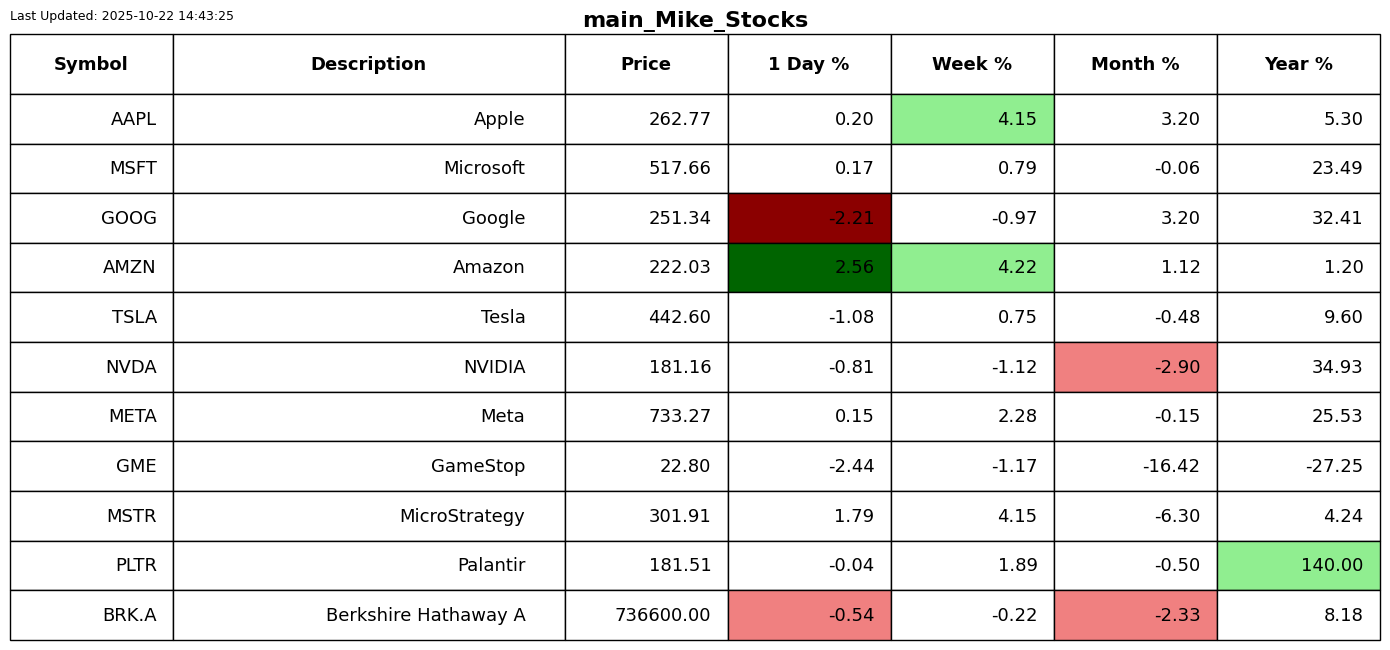 Last Updated: 2025-10-22 14:43:25
main_Mike_Stocks
Symbol Description Price 1 Day % Week % Month % Year %
AAPL Apple 262.77 0.20 4.15 3.20 5.30
MSFT Microsoft 517.66 0.17 0.79 -0.06 23.49
GOOG Google 251.34 -2.21 -0.97 3.20 32.41
AMZN Amazon 222.03 2.56 4.22 1.12 1.20
TSLA Tesla 442.60 -1.08 0.75 -0.48 9.60
NVDA NVIDIA 181.16 -0.81 -1.12 -2.90 34.93
META Meta 733.27 0.15 2.28 -0.15 25.53
GME GameStop 22.80 -2.44 -1.17 -16.42 -27.25
MSTR MicroStrategy 301.91 1.79 4.15 -6.30 4.24
PLTR Palantir 181.51 -0.04 1.89 -0.50 140.00
BRK.A Berkshire Hathaway A 736600.00 -0.54 -0.22 -2.33 8.18